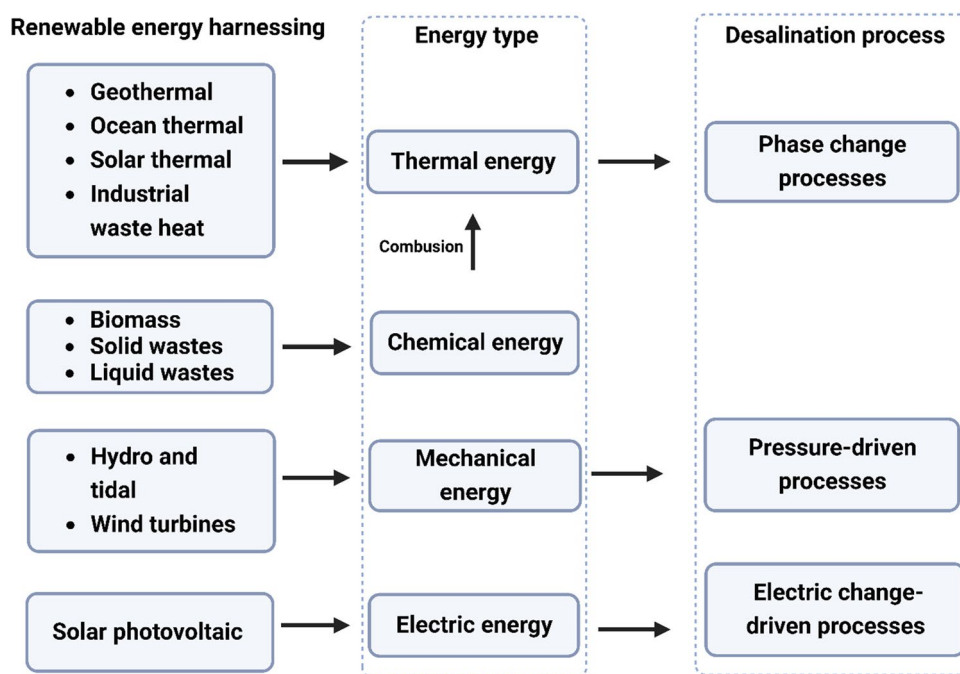 Renewable energy harnessing
Energy type
Desalination process
• Geothermal
• Ocean thermal
• Solar thermal
• Industrial
waste heat
Thermal energy
Phase change
processes
Combusion
• Biomass
• Solid wastes
• Liquid wastes
Chemical energy
• Hydro and
tidal
• Wind turbines
Mechanical
energy
Pressure-driven
processes
Solar photovoltaic
Electric energy
Electric change-
driven processes